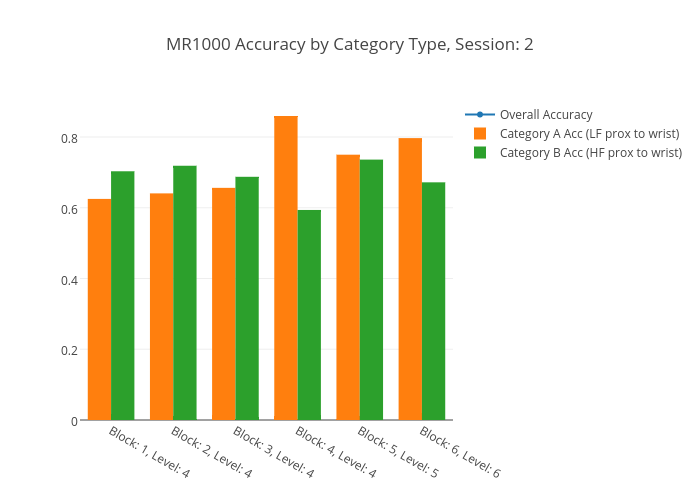 MR1000 Accuracy by Category Type, Session: 2
Overall Accuracy
Category A Acc (LF prox to wrist)
Category B Acc (HF prox to wrist)
0.8
0.6
0.4
0.2
0
Block: 1, Level: 4
Block: 2, Level: 4
Block: 3, Level: 4
Block: 4, Level: 4
Block: 5, Level: 5
Block: 6, Level: 6